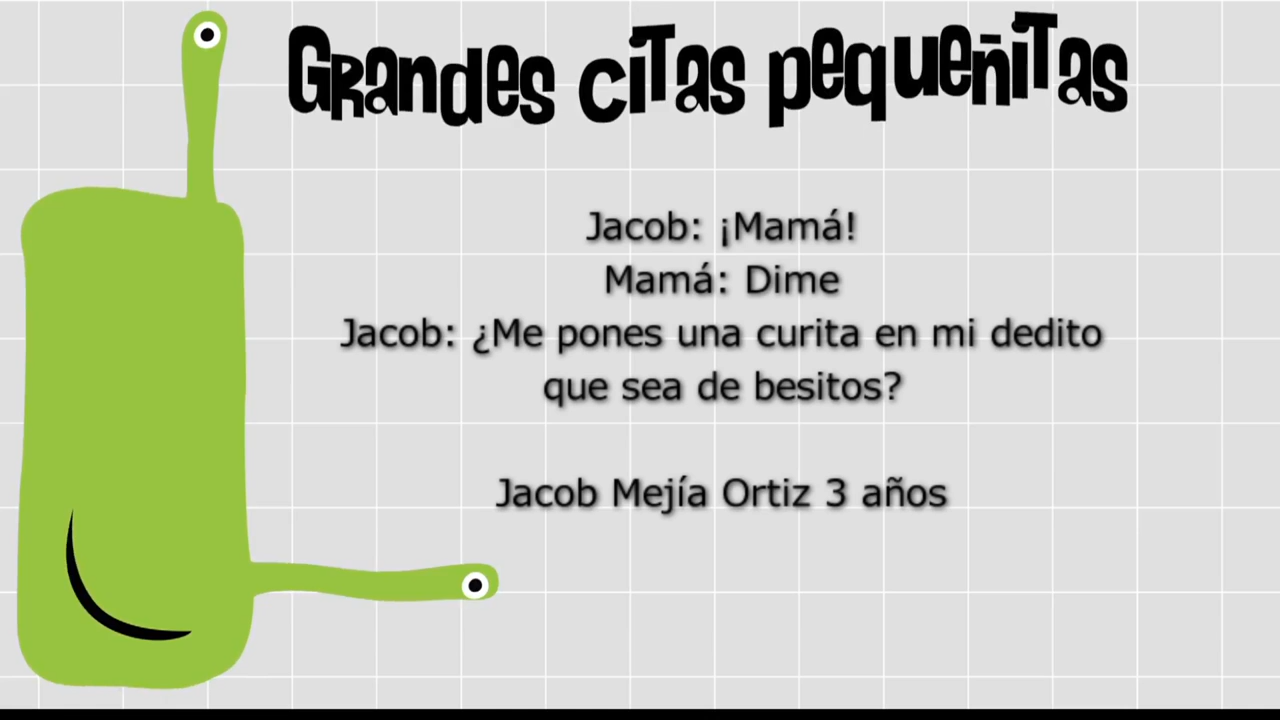 Grandes citas pequeñitas
Jacob: ¡Mamá!
Mamá: Dime
Jacob: ¿Me pones una curita en mi dedito
que sea de besitos?
Jacob Mejía Ortiz 3 años